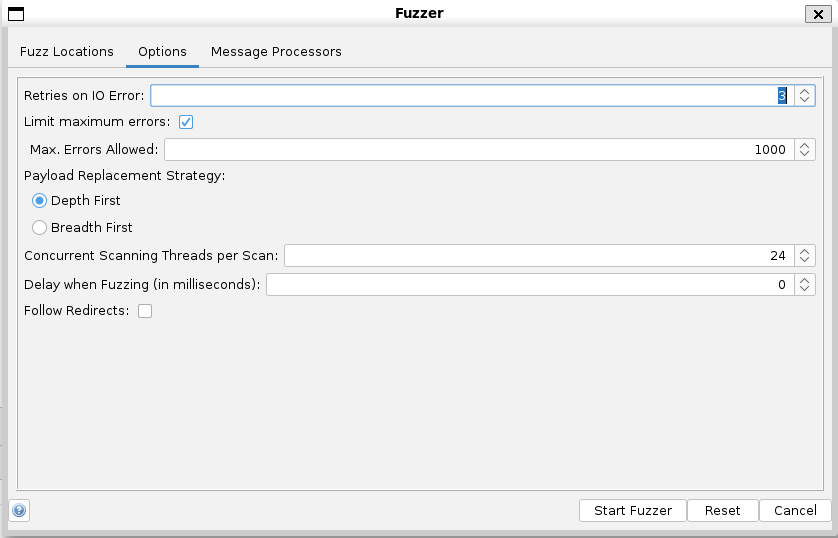 Fuzzer
Fuzz Locations Options Message Processors
Retries on IO Error: 3
Limit maximum errors:
Max. Errors Allowed: 1000
Payload Replacement Strategy:
Depth First
Breadth First
Concurrent Scanning Threads per Scan: 24
Delay when Fuzzing (in milliseconds): 0
Follow Redirects:
? Start Fuzzer Reset Cancel